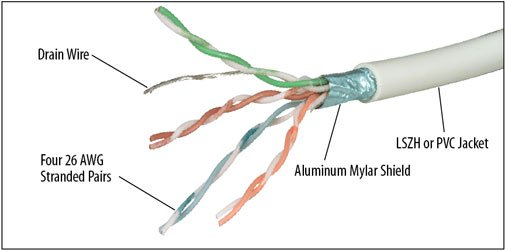 Drain Wire
LSZH or PVC Jacket
Aluminum Mylar Shield
Four 26 AWG
Stranded Pairs